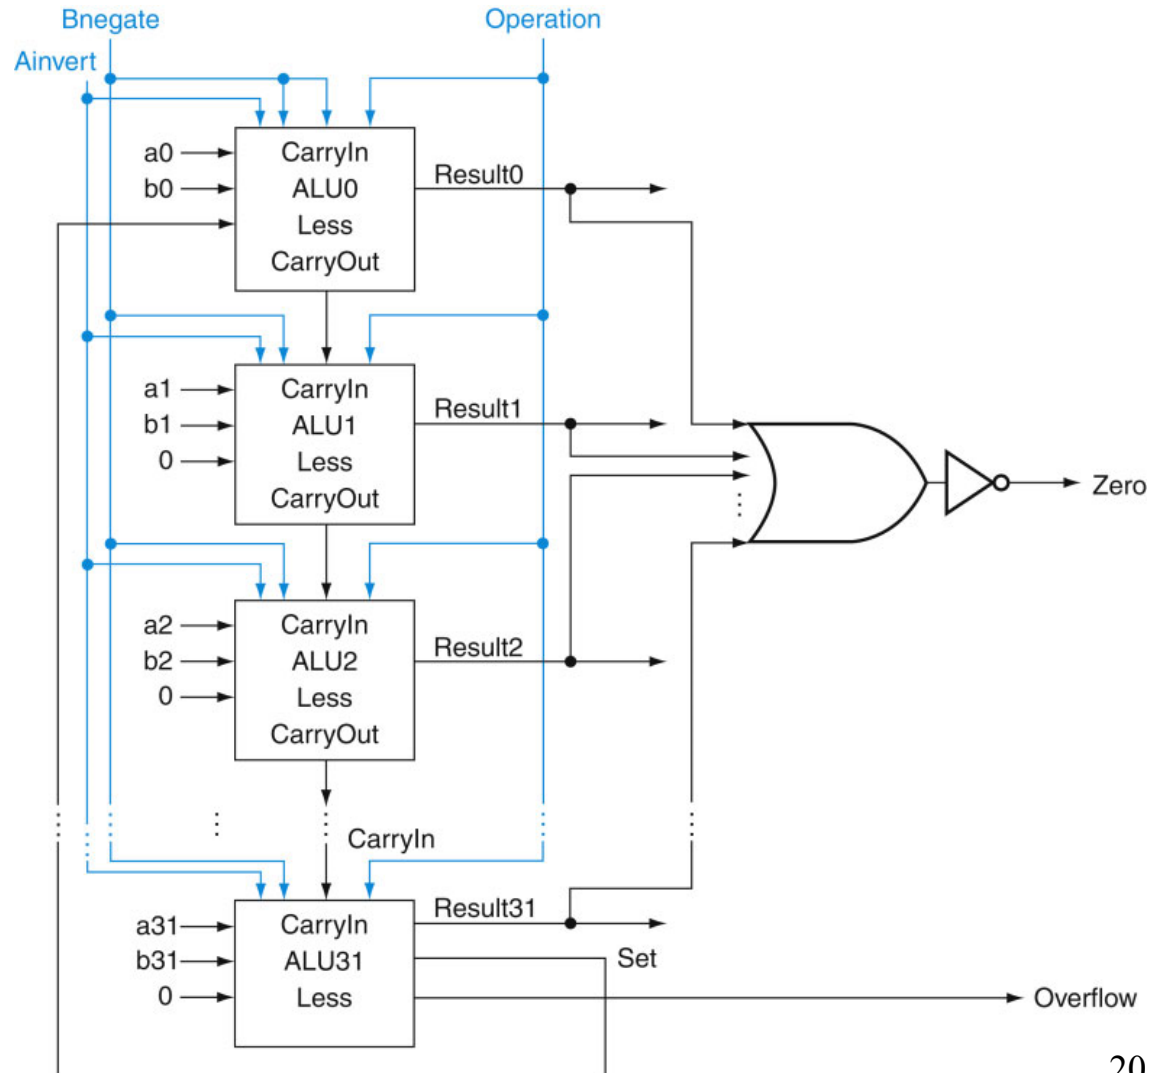 Bnegate
Operation
Ainvert
a0
CarryIn
b0
ALU0
Less
CarryOut
Result0
a1
CarryIn
b1
ALU1
0
Less
CarryOut
Result1
a2
CarryIn
b2
ALU2
0
Less
CarryOut
Result2
Zero
CarryIn
a31
CarryIn
b31
ALU31
0
Less
Result31
Set
Overflow
20